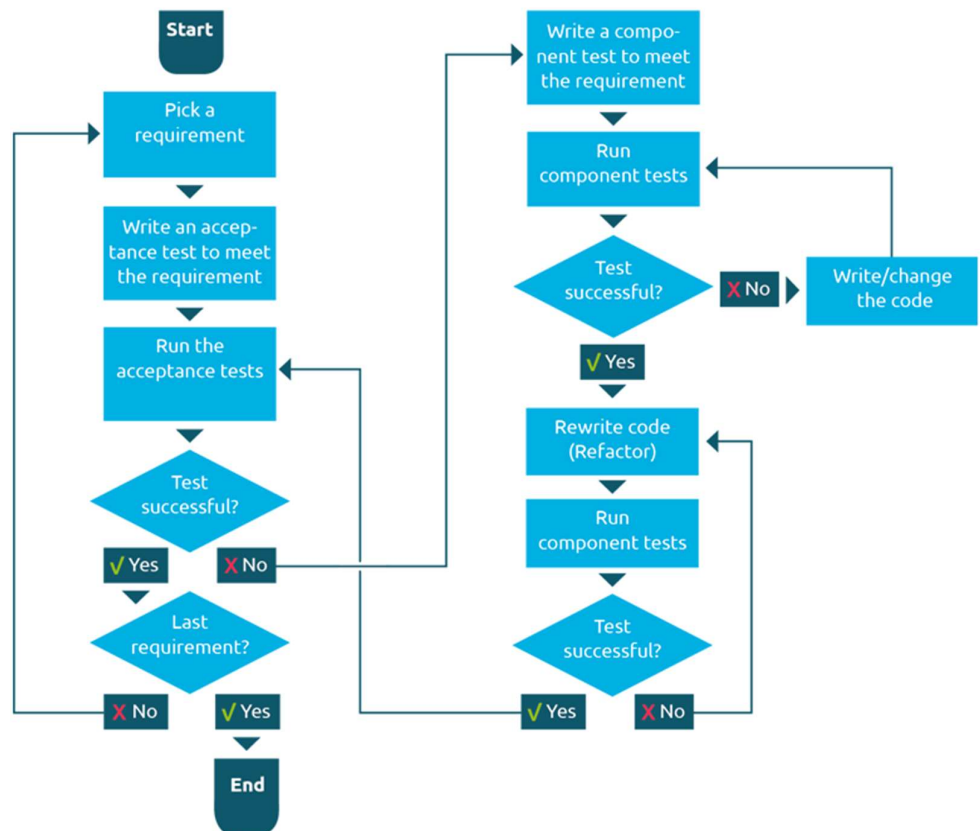 Start
Pick a
requirement
Write an accep-
tance test to meet
the requirement
Run the
acceptance tests
Test
successful?
√ Yes
X No
Last
requirement?
X No
√ Yes
End
Write a compo-
nent test to meet
the requirement
Run
component tests
Test
successful?
X No
Write/change
the code
√ Yes
Rewrite code
(Refactor)
Run
component tests
Test
successful?
√ Yes
X No